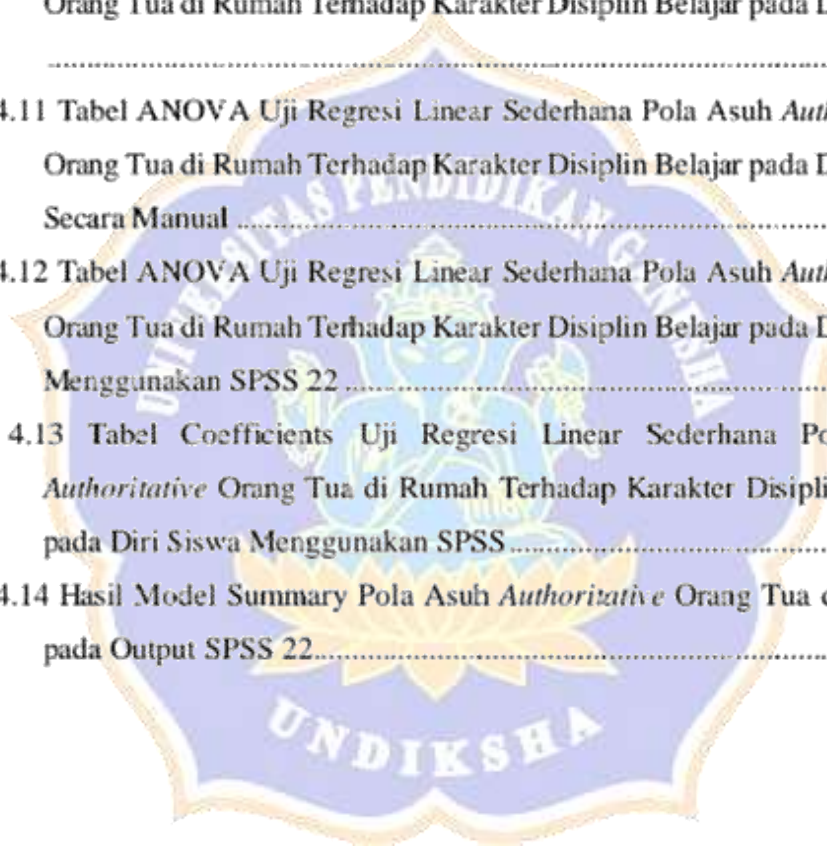 Orang Tua di Rumah Terhadap Karakter Disiplin Belajar pada D
................................................................
4.11 Tabel ANOVA Uji Regresi Linear Sederhana Pola Asuh Auth
Orang Tua di Rumah Terhadap Karakter Disiplin Belajar pada D
Secara Manual ................................................
4.12 Tabel ANOVA Uji Regresi Linear Sederhana Pola Asuh Auth
Orang Tua di Rumah Terhadap Karakter Disiplin Belajar pada D
Menggunakan SPSS 22 ................................................
4.13 Tabel Coefficients Uji Regresi Linear Sederhana Po
Authoritative Orang Tua di Rumah Terhadap Karakter Disipli
pada Diri Siswa Menggunakan SPSS ................................
4.14 Hasil Model Summary Pola Asuh Authoritative Orang Tua d
pada Output SPSS 22 ................................................
UNIVERSITAS PENDIDIKAN GANESHA
UNDIKSHA